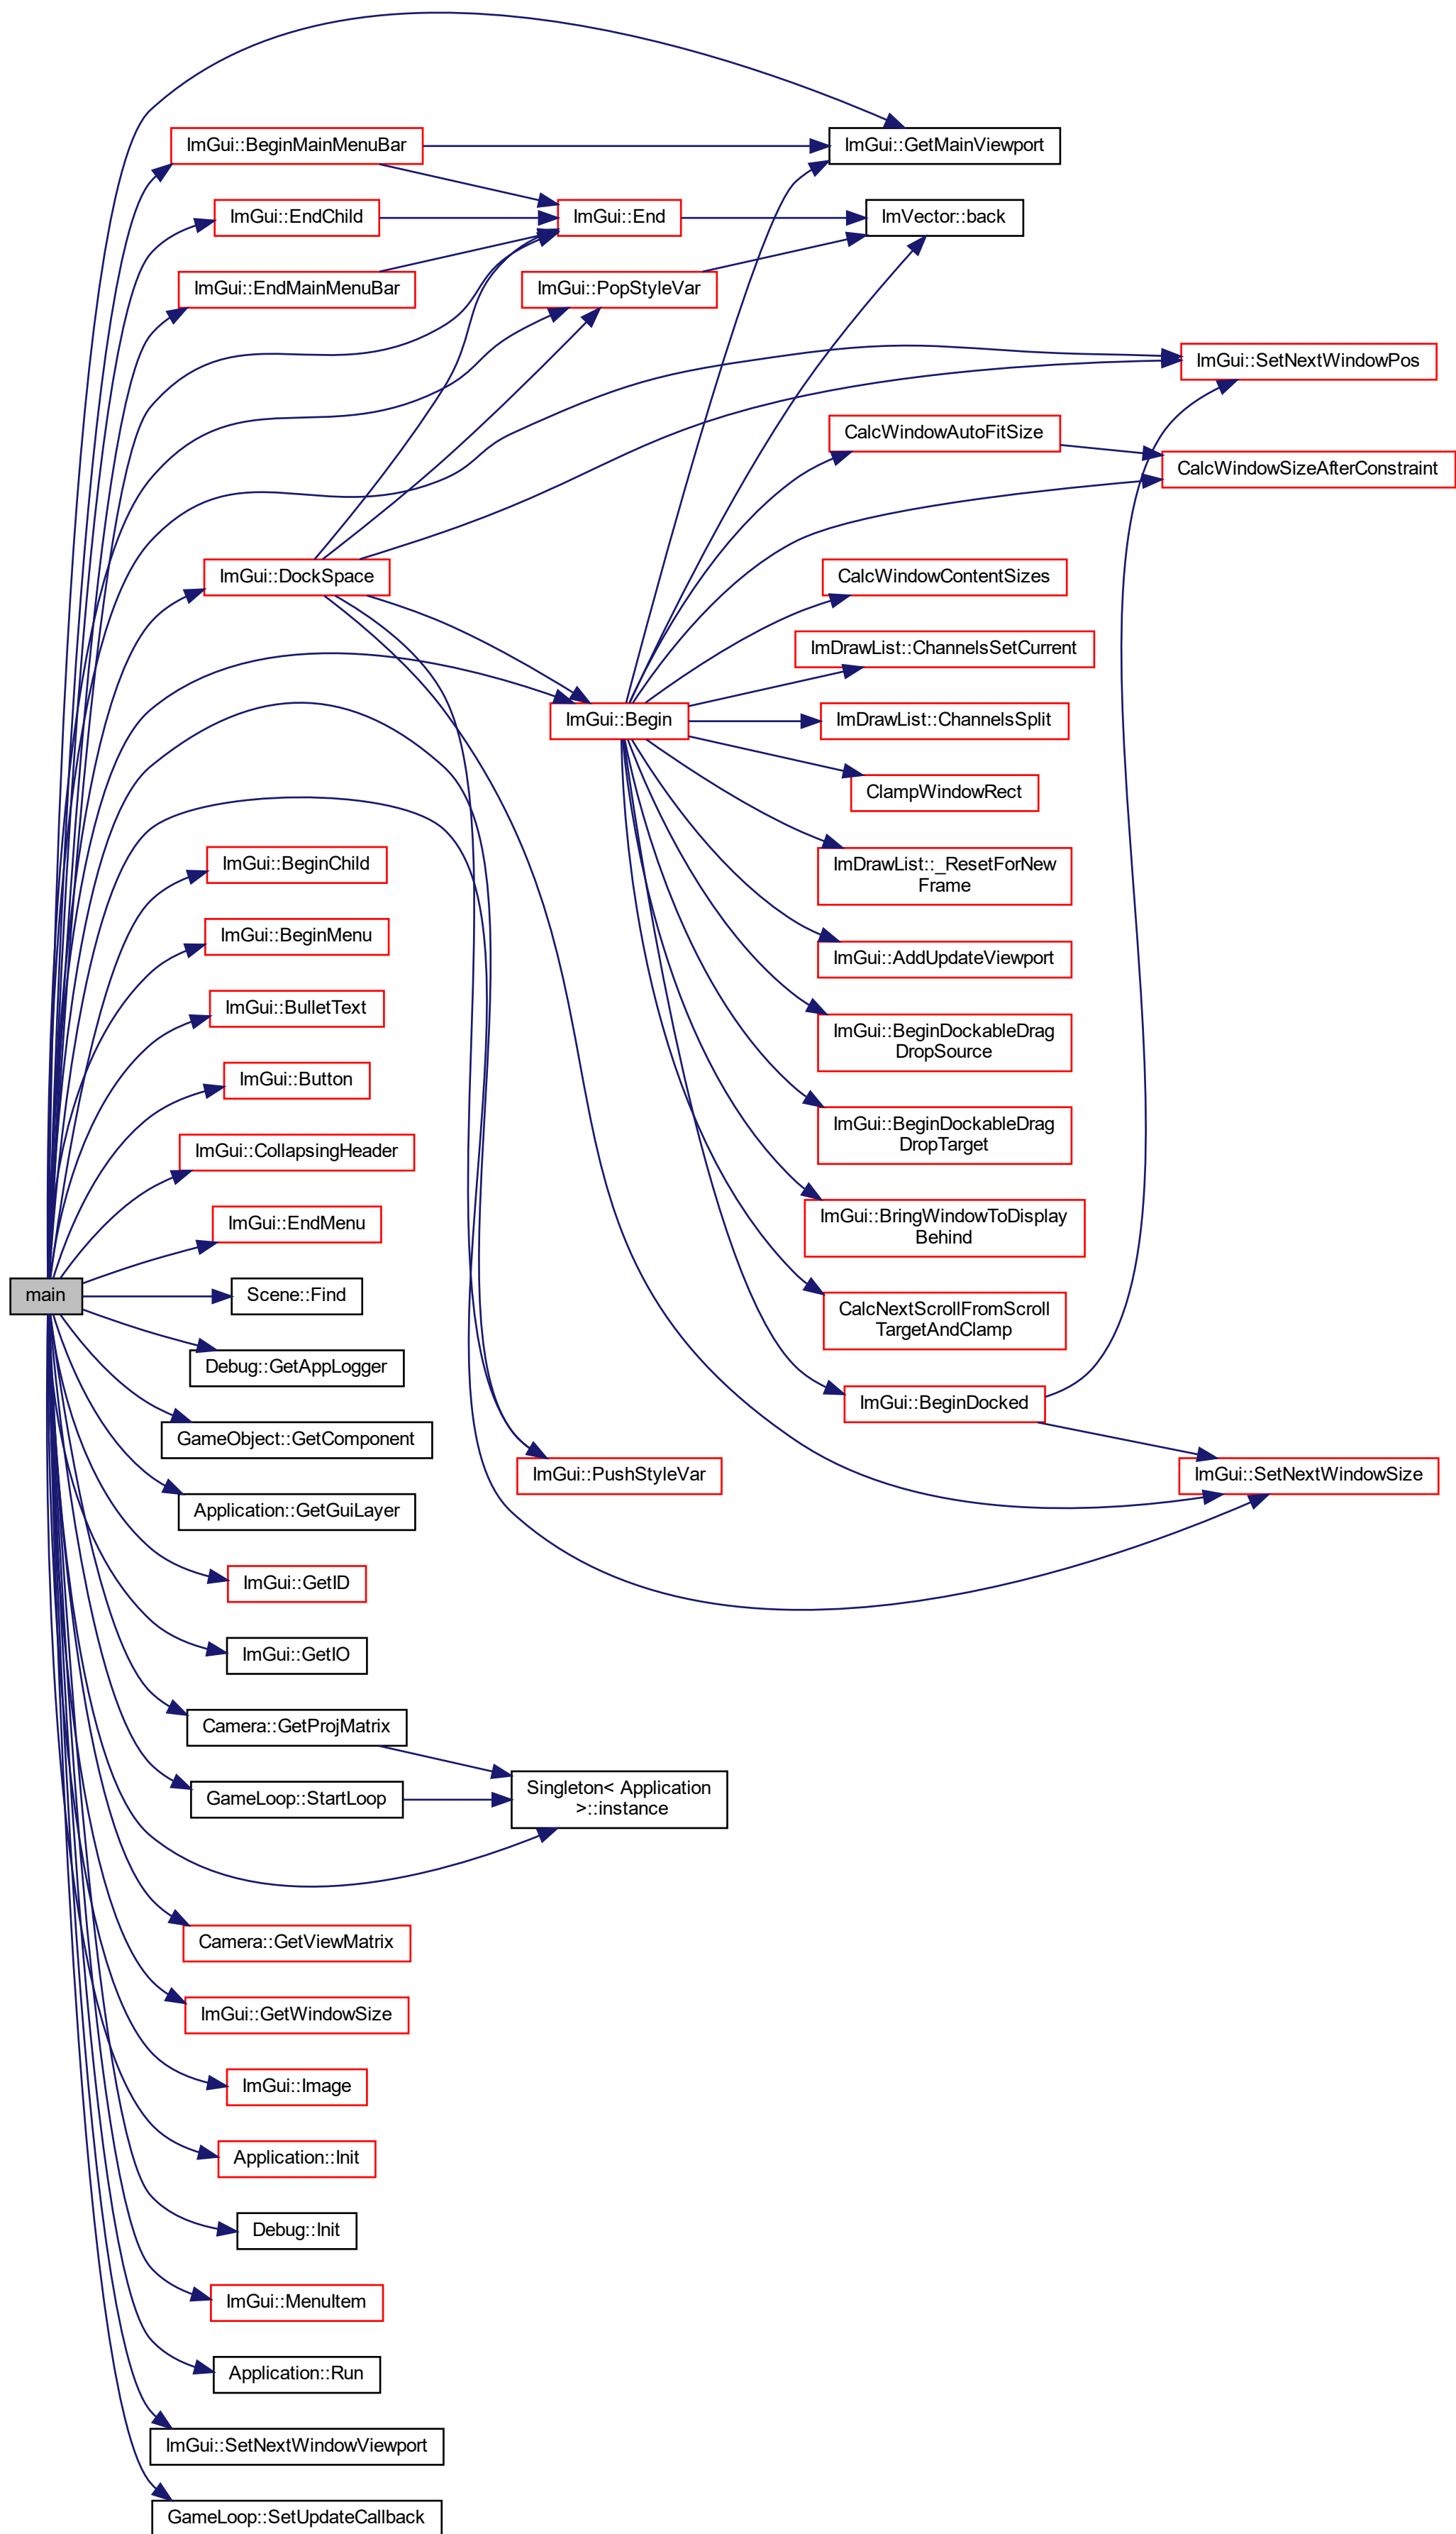 ImGui::BeginMainMenuBar
ImGui::GetMainViewport
ImGui::EndChild
ImGui::End
ImVector::back
ImGui::EndMainMenuBar
ImGui::PopStyleVar
ImGui::SetNextWindowPos
CalcWindowAutoFitSize
CalcWindowSizeAfterConstraint
ImGui::DockSpace
CalcWindowContentSizes
ImDrawList::ChannelsSetCurrent
ImGui::Begin
ImDrawList::ChannelsSplit
ClampWindowRect
ImGui::BeginChild
ImDrawList::_ResetForNew
Frame
ImGui::BeginMenu
ImGui::AddUpdateViewport
ImGui::BulletText
ImGui::BeginDockableDrag
DropSource
ImGui::Button
ImGui::BeginDockableDrag
DropTarget
ImGui::CollapsingHeader
ImGui::EndMenu
ImGui::BringWindowToDisplay
Behind
main
Scene::Find
CalcNextScrollFromScroll
TargetAndClamp
Debug::GetAppLogger
ImGui::BeginDocked
GameObject::GetComponent
ImGui::PushStyleVar
ImGui::SetNextWindowSize
Application::GetGuiLayer
ImGui::GetID
ImGui::GetIO
Camera::GetProjMatrix
GameLoop::StartLoop
Singleton< Application
>::instance
Camera::GetViewMatrix
ImGui::GetWindowSize
ImGui::Image
Application::Init
Debug::Init
ImGui::MenuItem
Application::Run
ImGui::SetNextWindowViewport
GameLoop::SetUpdateCallback